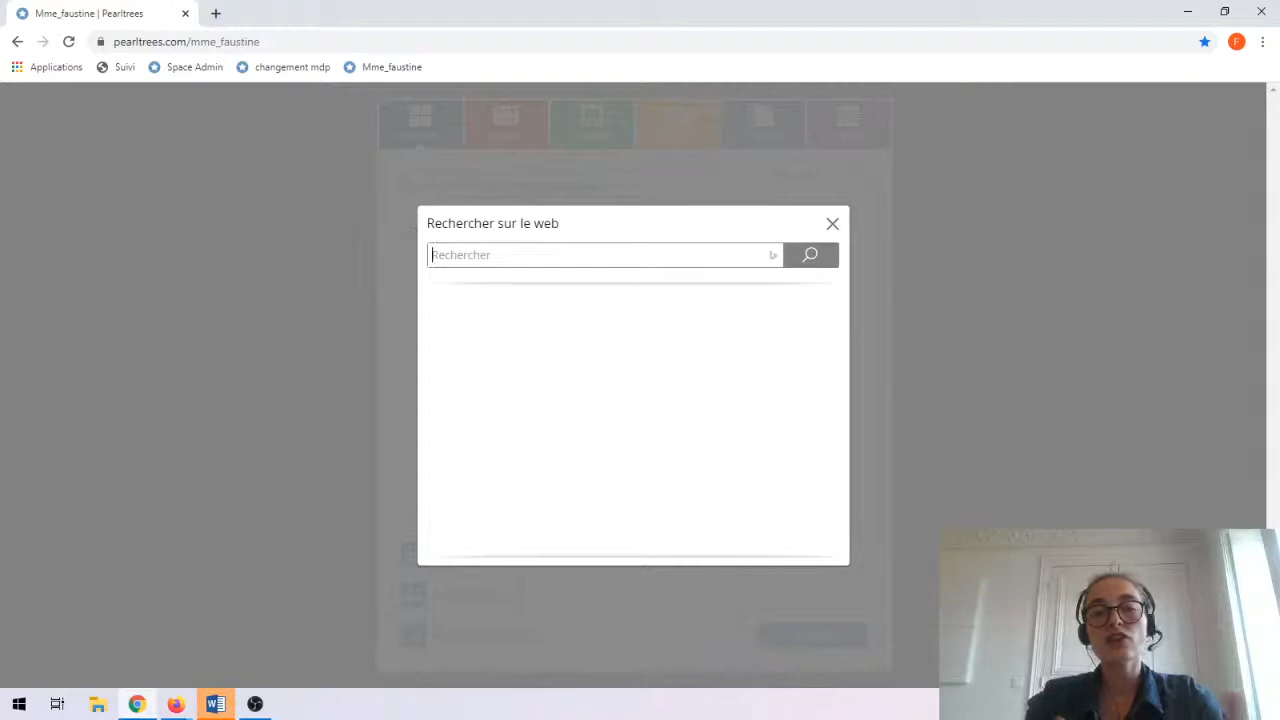 Mme_faustine | Pearltrees
pearltrees.com/mme_faustine
F
Applications
Suivi
Space Admin
changement mdp
Mme_faustine
Rechercher sur le web
Rechercher